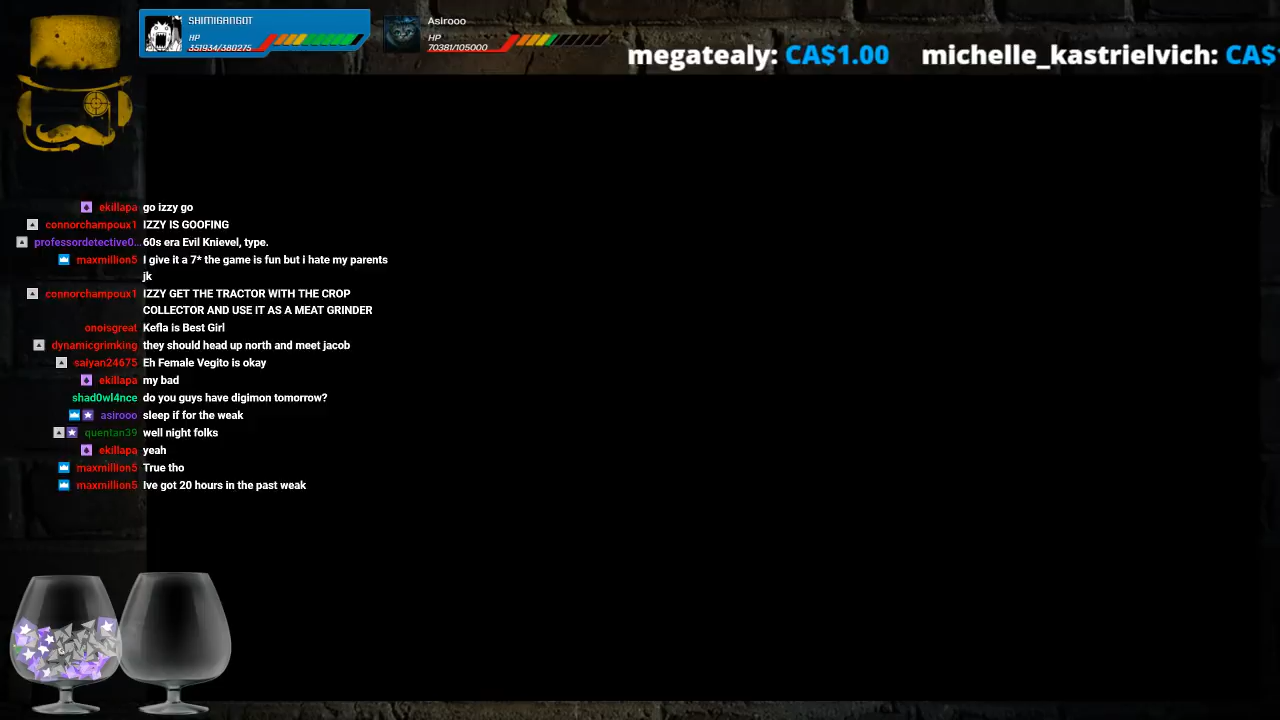 SHIMIGANGOT
HP
351934/380275
Asirooo
HP
70381/105000
megatealy: CA$1.00 michelle_kastrielvich: CA$
ekillapa go izzy go
connorchampoux1 IZZY IS GOOFING
professordetective0... 60s era Evil Knievel, type.
maxmillion5 I give it a 7* the game is fun but i hate my parents
jk
connorchampoux1 IZZY GET THE TRACTOR WITH THE CROP
COLLECTOR AND USE IT AS A MEAT GRINDER
onoisgreat Kefla is Best Girl
dynamicgrimking they should head up north and meet jacob
saiyan24675 Eh Female Vegito is okay
ekillapa my bad
shad0wl4nce do you guys have digimon tomorrow?
asirooo sleep if for the weak
quentan39 well night folks
ekillapa yeah
maxmillion5 True tho
maxmillion5 Ive got 20 hours in the past weak